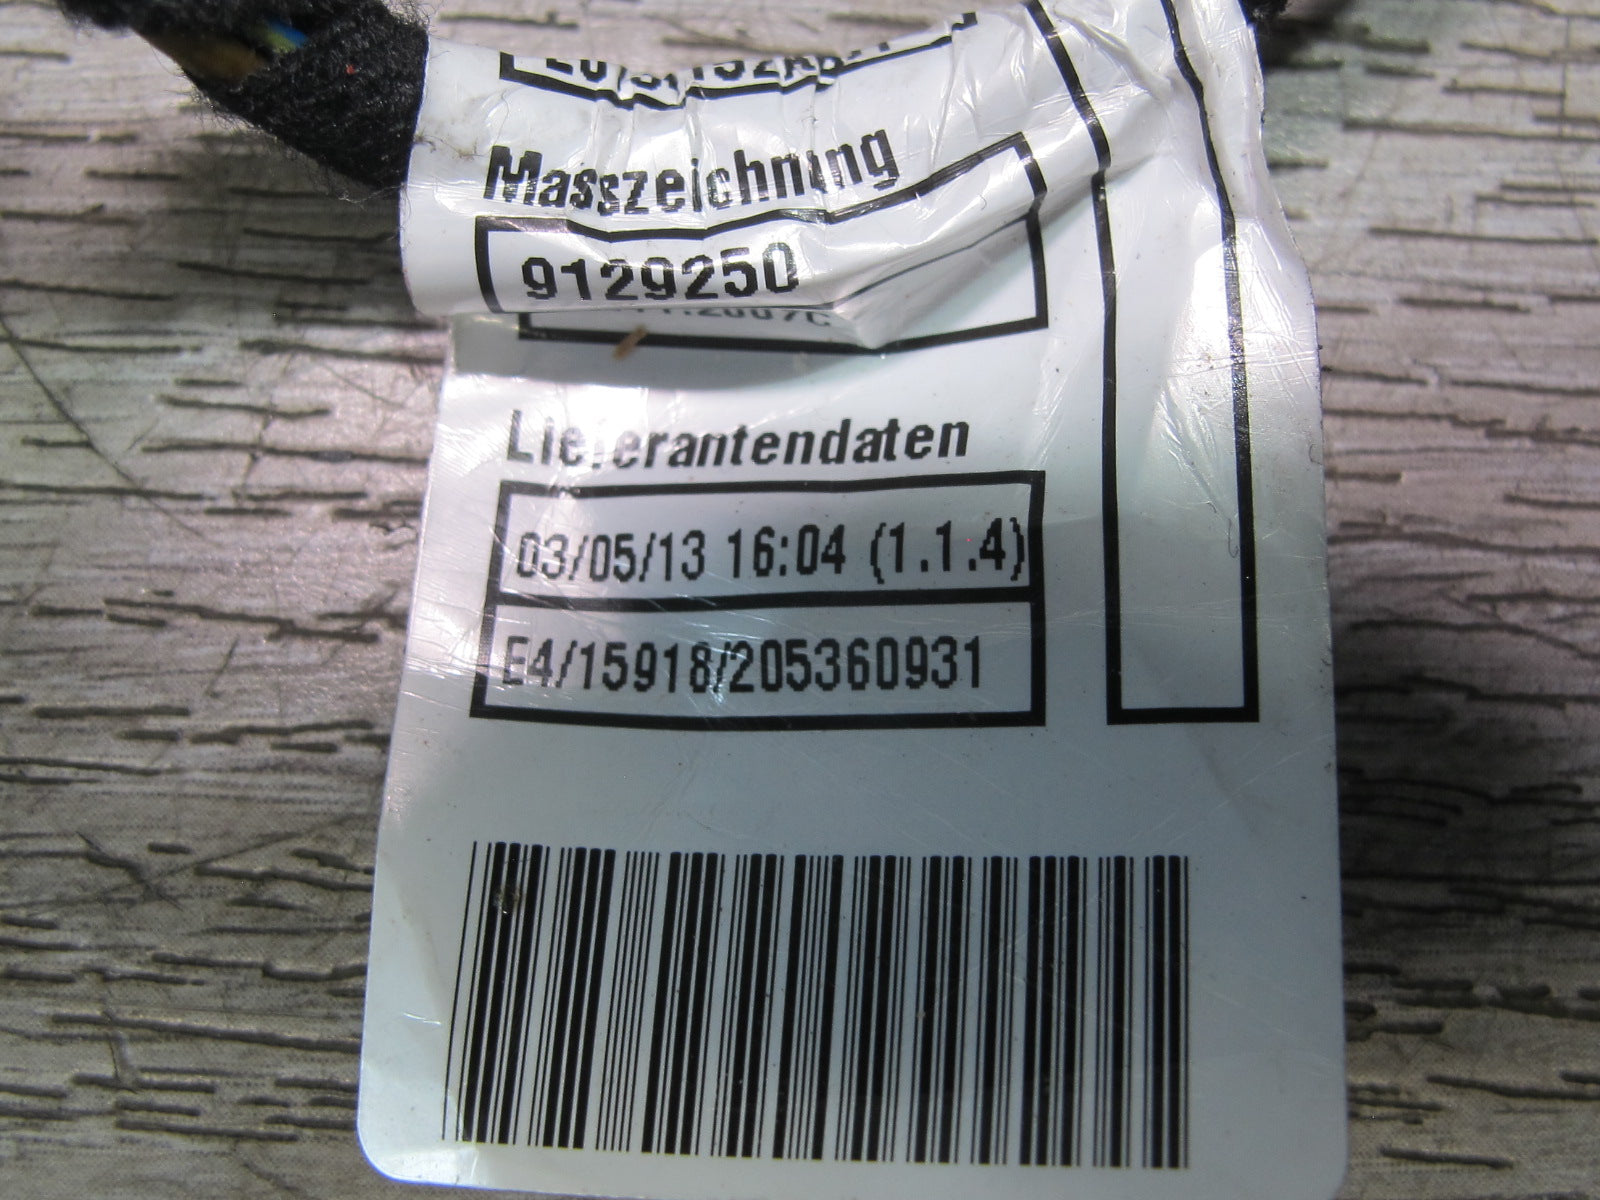 Masszeichnung
9129250
Lieferantendaten
03/05/13 16:04 (1.1.4)
E4/15918/205360931